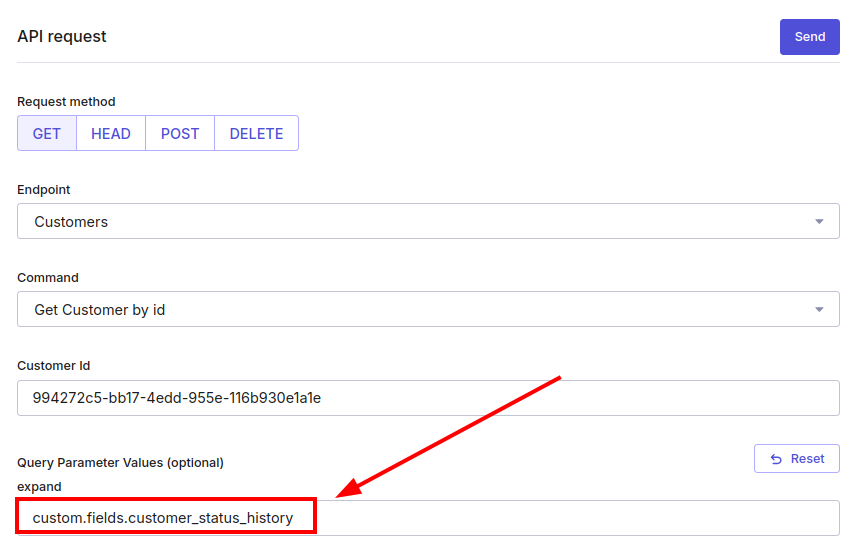 API request
Send
Request method
GET
HEAD
POST
DELETE
Endpoint
Customers
Command
Get Customer by id
Customer Id
994272c5-bb17-4edd-955e-116b930e1a1e
Query Parameter Values (optional)
Reset
expand
custom.fields.customer_status_history